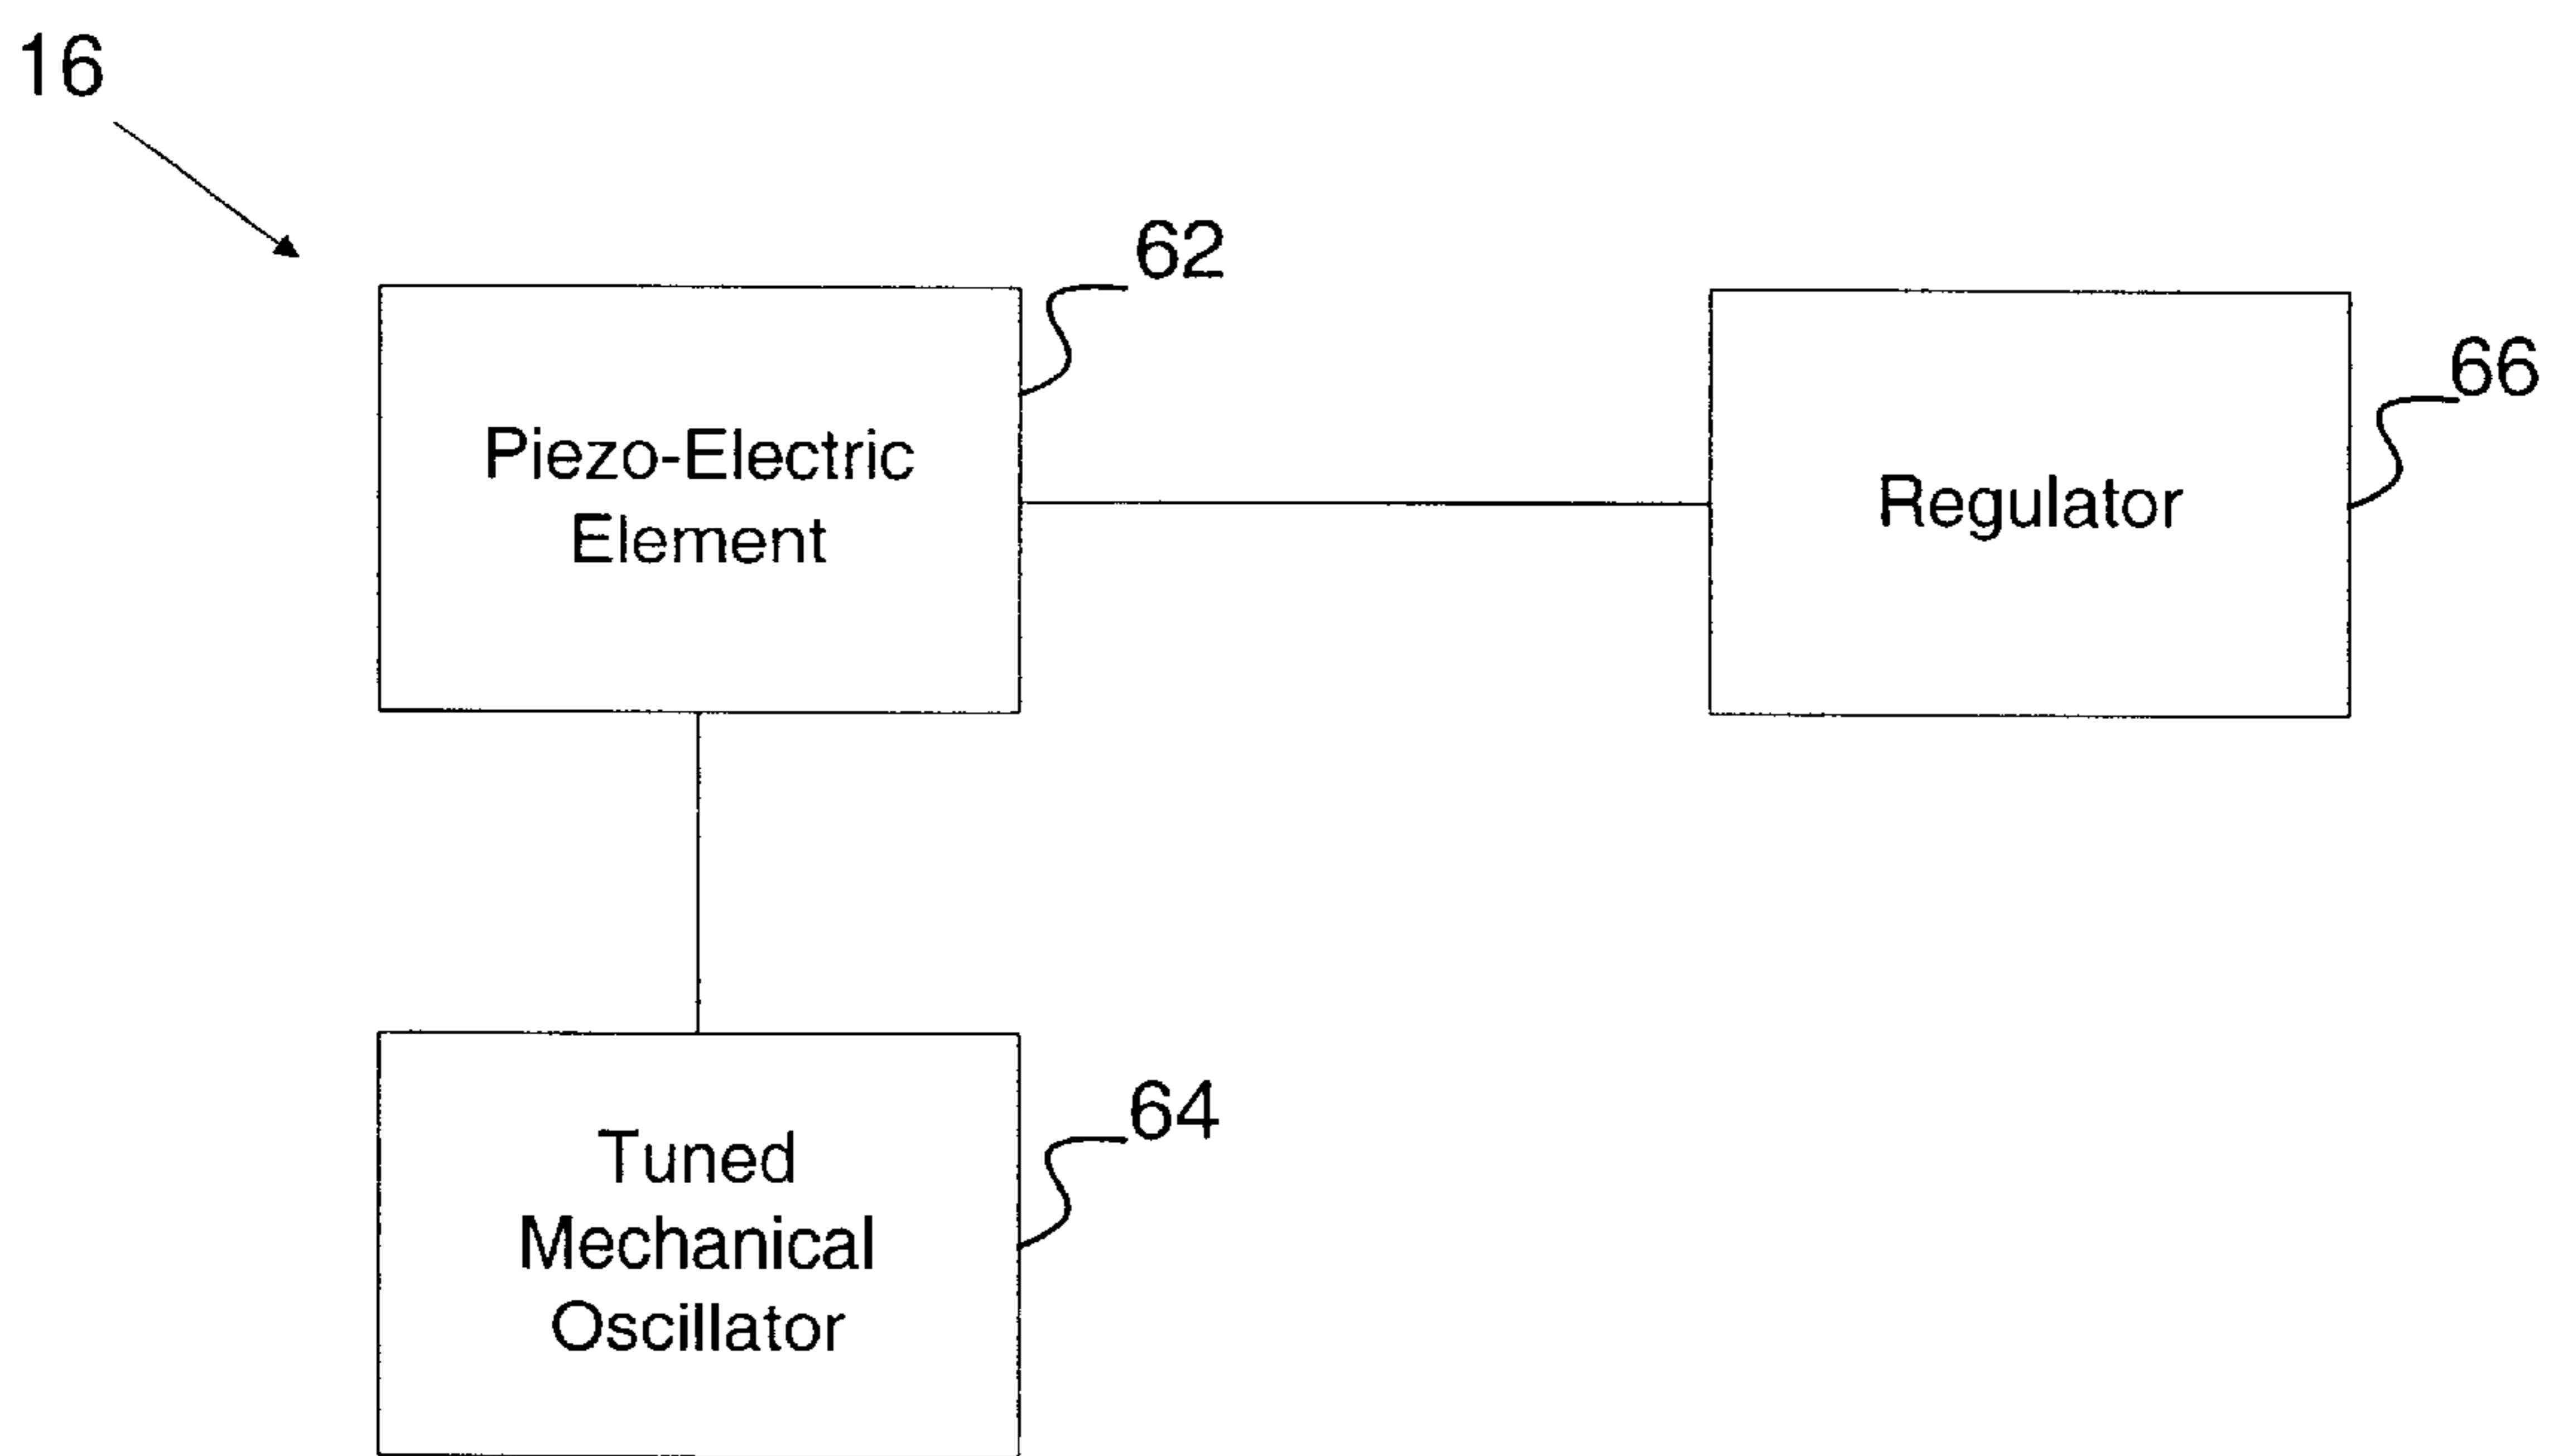 16
62
66
Piezo-Electric
Element
Regulator
64
Tuned
Mechanical
Oscillator